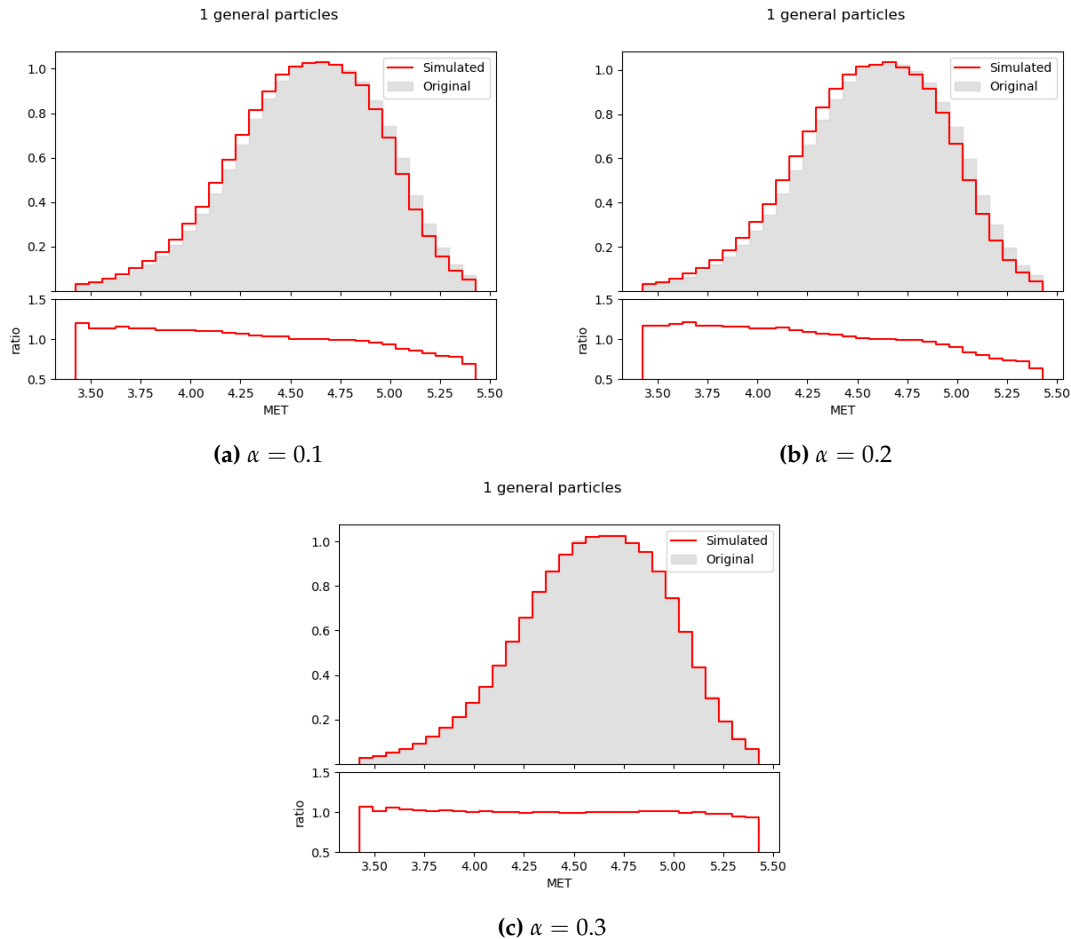 1 general particles
1.0
0.8
0.6
0.4
0.2
Simulated
Original
1.5
1.0
0.5
ratio
3.50 3.75 4.00 4.25 4.50 4.75 5.00 5.25 5.50
MET
(a) α = 0.1
1 general particles
1.0
0.8
0.6
0.4
0.2
Simulated
Original
1.5
1.0
0.5
ratio
3.50 3.75 4.00 4.25 4.50 4.75 5.00 5.25 5.50
MET
(b) α = 0.2
1 general particles
1.0
0.8
0.6
0.4
0.2
Simulated
Original
1.5
1.0
0.5
ratio
3.50 3.75 4.00 4.25 4.50 4.75 5.00 5.25 5.50
MET
(c) α = 0.3